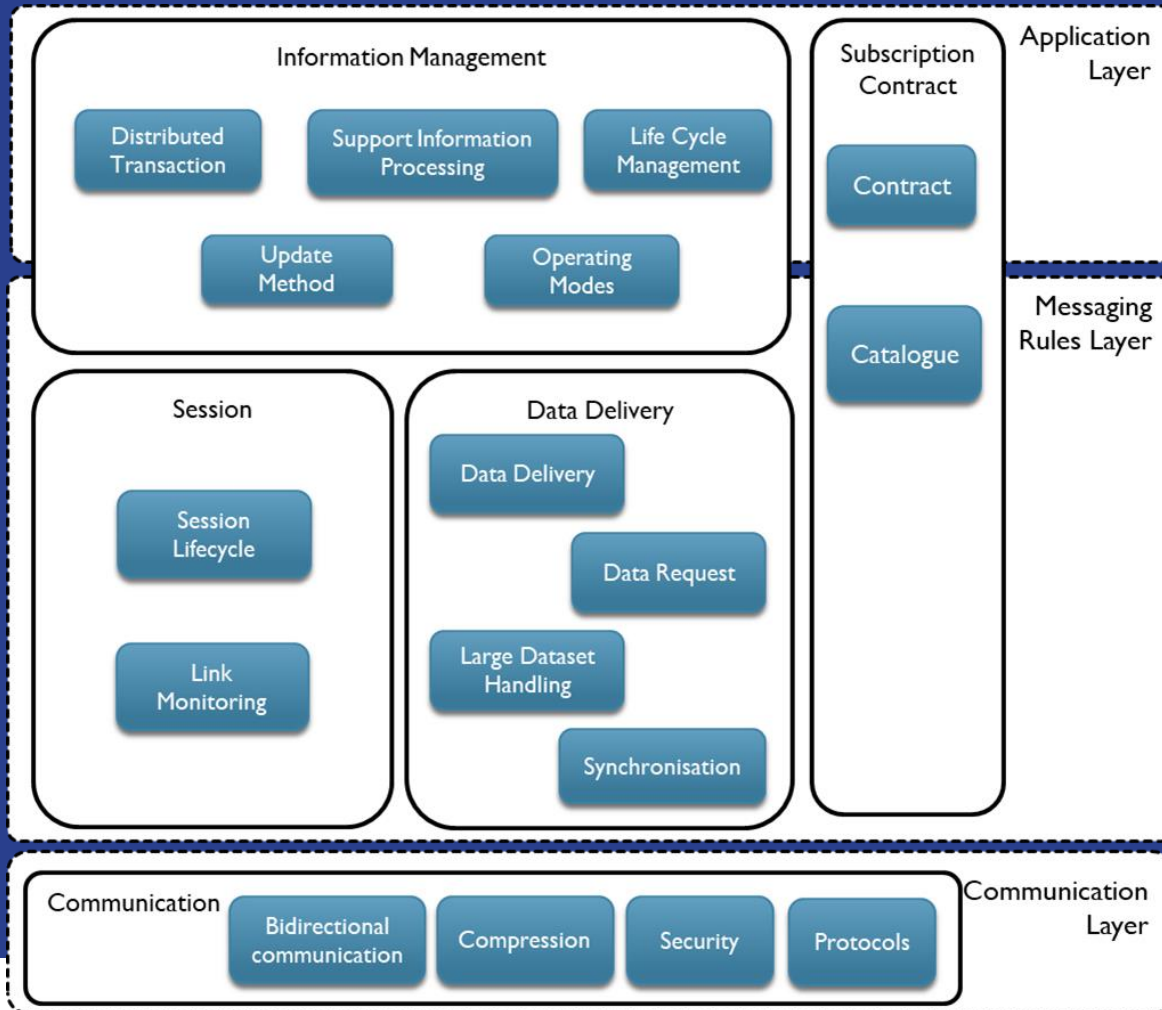 Application
Layer
Information Management
Subscription
Contract
Distributed
Transaction
Support Information
Processing
Life Cycle
Management
Contract
Update
Method
Operating
Modes
Messaging
Rules Layer
Catalogue
Session
Data Delivery
Session
Lifecycle
Link
Monitoring
Data Delivery
Data Request
Large Dataset
Handling
Synchronisation
Communication
Layer
Communication
Bidirectional
communication
Compression
Security
Protocols